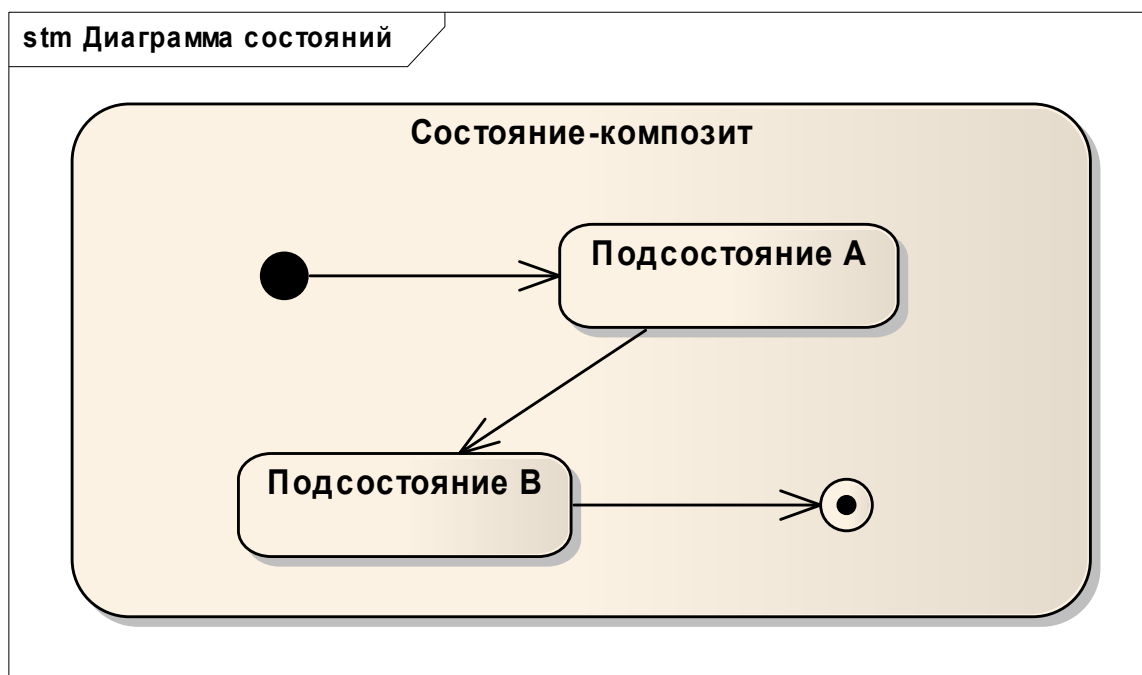 stm Диаграмма состояний
Состояние-композит
Подсостояние А
Подсостояние В